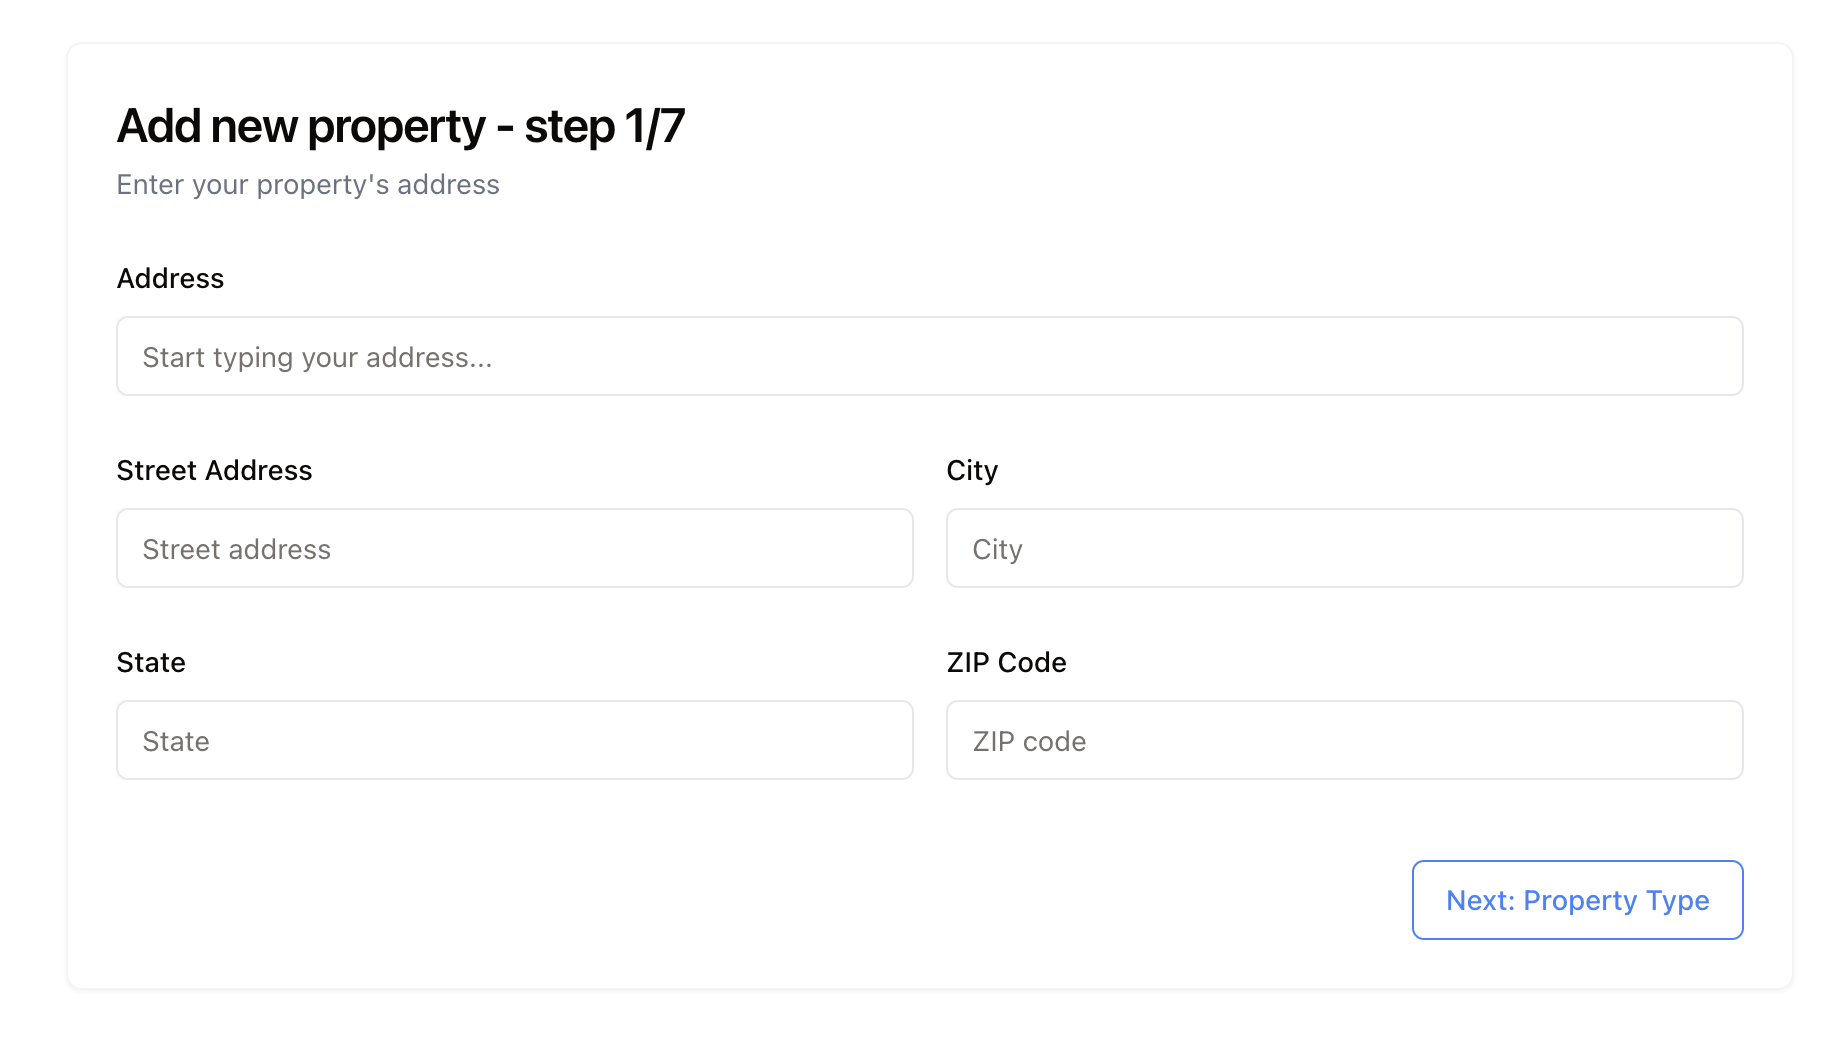 Add new property - step 1/7
Enter your property's address
Address
Start typing your address...
Street Address
Street address
City
City
State
State
ZIP Code
ZIP code
Next: Property Type